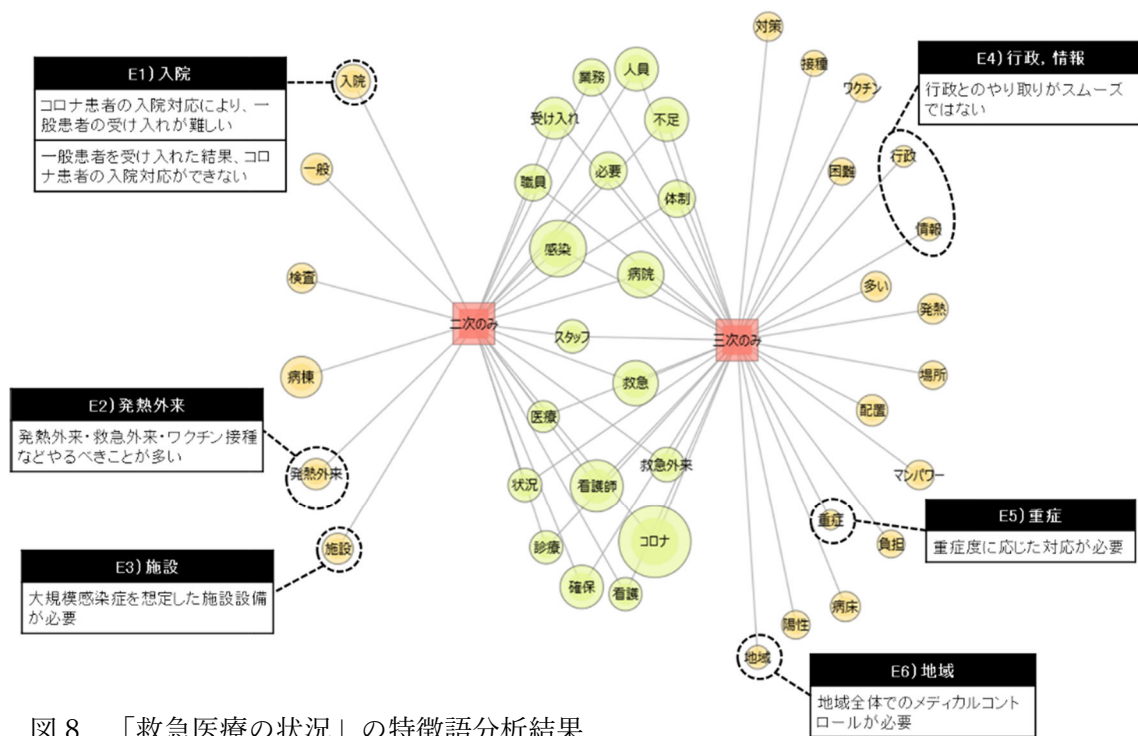 E1)入院
コロナ患者の入院対応により、一
般患者の受け入れが難しい
一般患者を受け入れた結果、コロ
ナ患者の入院対応ができない
入院
一般
検査
病棟
E2)発熱外来
発熱外来・救急外来・ワクチン接種
などやるべきことが多い
発熱外来
E3)施設
大規模感染症を想定した施設設備
が必要
施設
二次のみ
業務
人員
受け入れ
不足
職員
必要
体制
感染
病院
スタッフ
救急
医療
救急外来
状況
看護師
コロナ
診療
確保
看護
三次のみ
対策
接種
ワクチン
困難
行政
情報
多い
発熱
場所
配置
マンパワー
重症
負担
病床
陽性
地域
E4)行政,情報
行政とのやり取りがスムーズ
ではない
E5)重症
重症度に応じた対応が必要
E6)地域
地域全体でのメディカルコント
ロールが必要
図8 「救急医療の状況」の特徴語分析結果